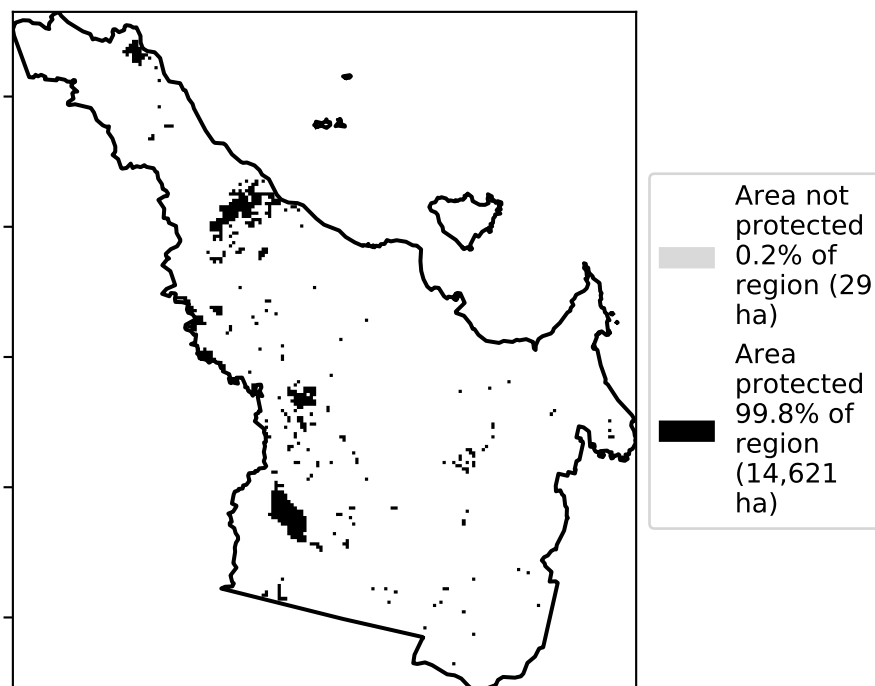 Area not
protected
0.2% of
region (29
ha)
Area
protected
99.8% of
region
(14,621
ha)